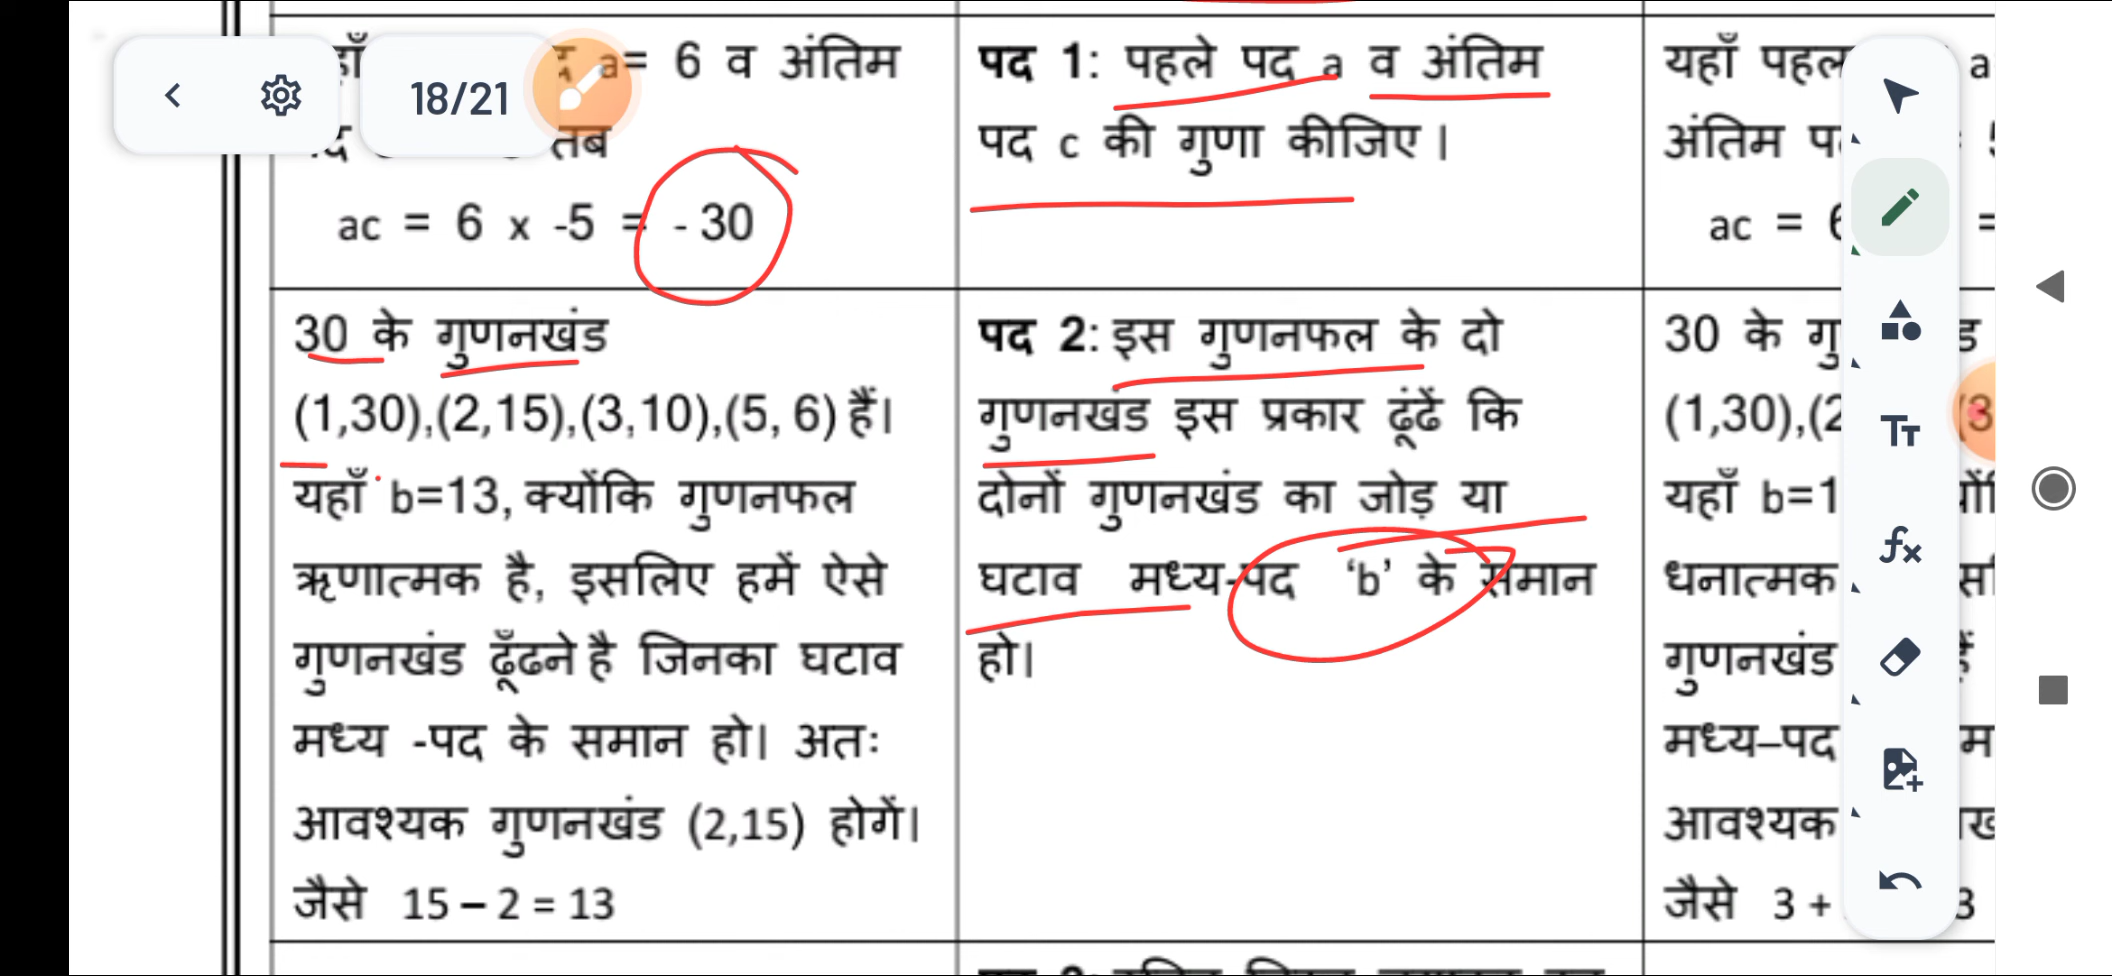 18/21
a= 6 व अंतिम
तब
ac = 6 x -5 = - 30
30 के गुणनखंड
(1,30),(2,15),(3,10),(5, 6) हैं।
यहाँ b=13, क्योंकि गुणनफल
ऋणात्मक है, इसलिए हमें ऐसे
गुणनखंड ढूँढने है जिनका घटाव
मध्य -पद के समान हो। अतः
आवश्यक गुणनखंड (2,15) होगें।
जैसे 15 – 2 = 13
पद 1: पहले पद a व अंतिम
पद c की गुणा कीजिए।
पद 2: इस गुणनफल के दो
गुणनखंड इस प्रकार ढूंढें कि
दोनों गुणनखंड का जोड़ या
घटाव मध्य-पद ‘b’ के समान
हो।
यहाँ a
अंतिम
ac = =
30 के
(1,30),
यहाँ
धनात्मक
गुणनखंड
मध्य–पद
आवश्यक
जैसे 3 + 3
Tт
fx